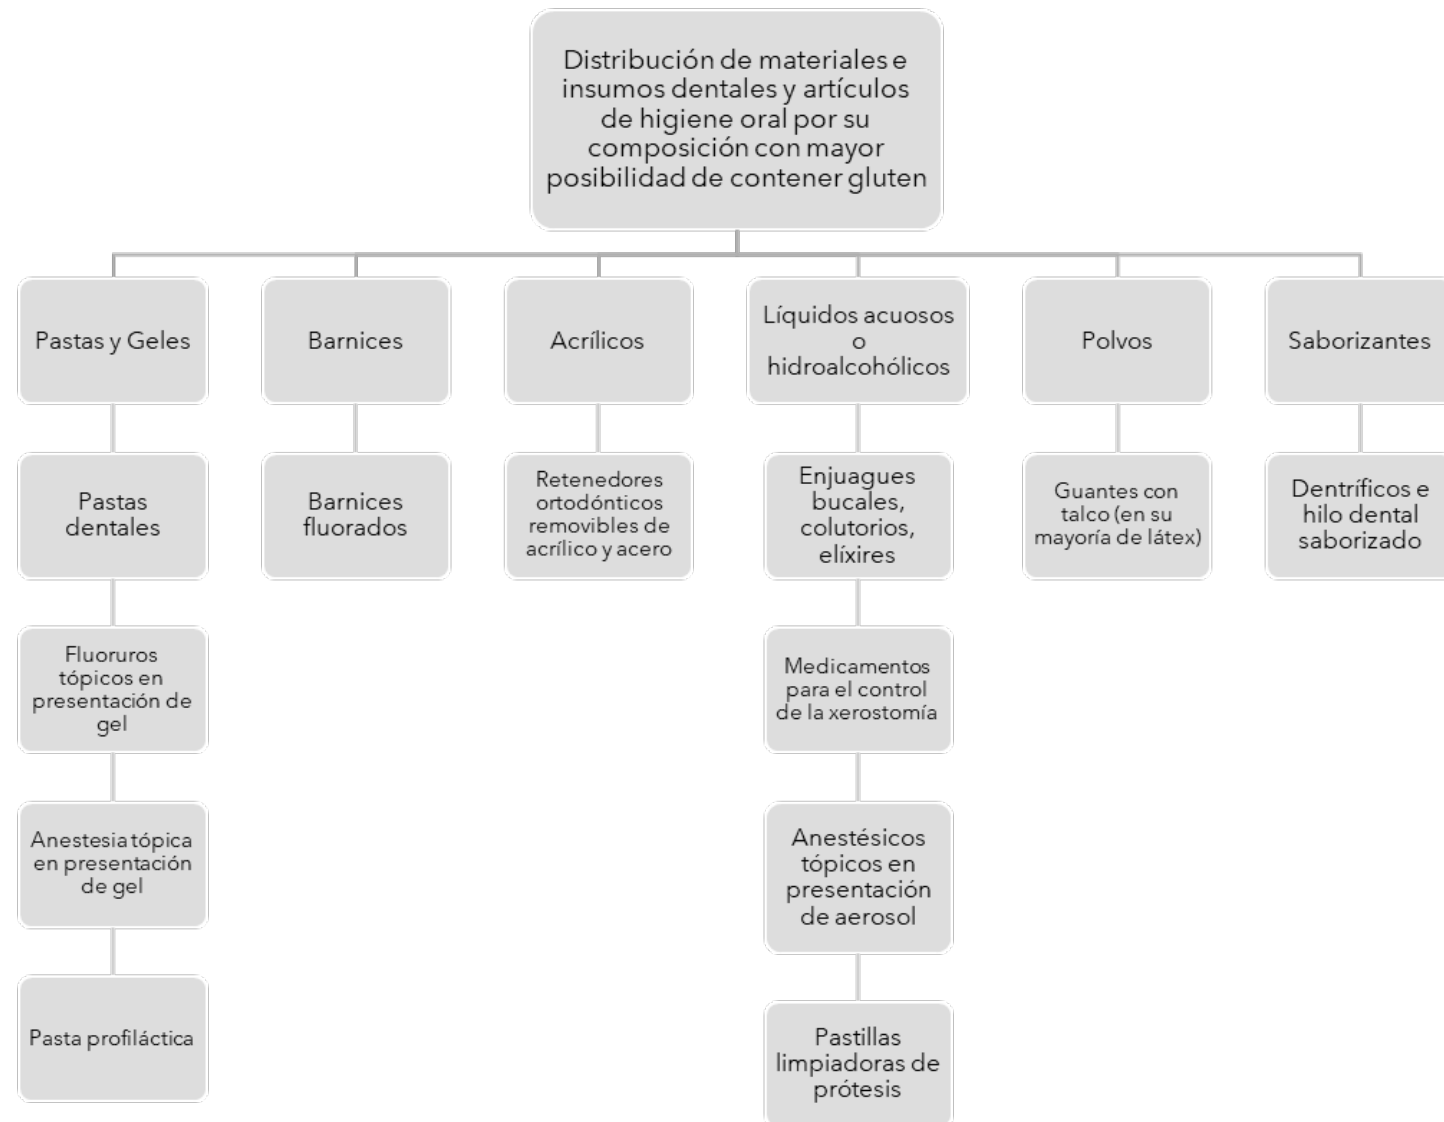 Distribución de materiales e
insumos dentales y artículos
de higiene oral por su
composición con mayor
posibilidad de contener gluten
Pastas y Geles
Barnices
Acrílicos
Líquidos acuosos
o
hidroalcohólicos
Polvos
Saborizantes
Pastas
dentales
Barnices
fluorados
Retenedores
ortodónticos
removibles de
acrílico y acero
Enjuagues
bucales,
colutorios,
elíxires
Guantes con
talco (en su
mayoría de látex)
Dentríficos e
hilo dental
saborizado
Fluoruros
tópicos en
presentación de
gel
Medicamentos
para el control
de la xerostomía
Anestesia tópica
en presentación
de gel
Anestésicos
tópicos en
presentación
de aerosol
Pasta profiláctica
Pastillas
limpiadoras de
prótesis